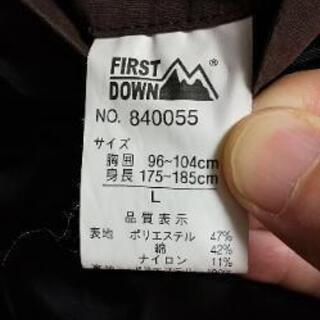 FIRST
DOWN ®
NO. 840055
サイズ
胸囲 96~104cm
身長 175~185cm
L
品質表示
表地 ポリエステル 47%
綿 42%
ナイロン 11%